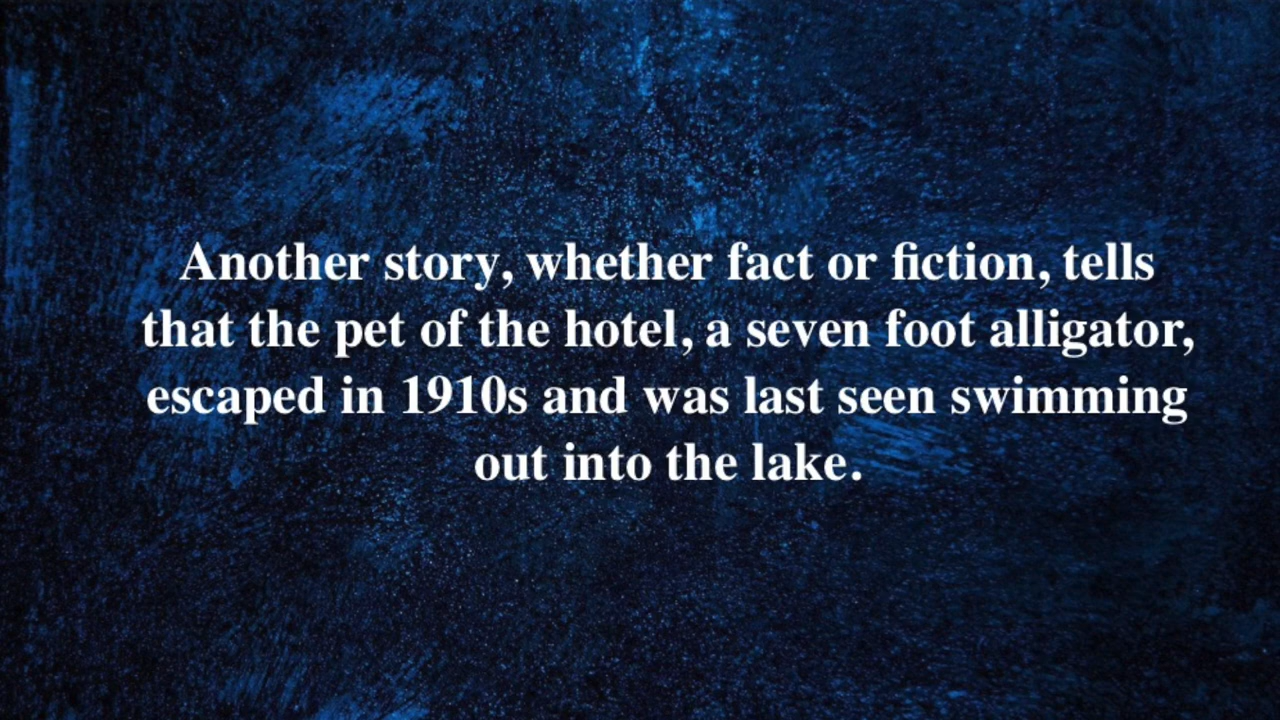 Another story, whether fact or fiction, tells
that the pet of the hotel, a seven foot alligator,
escaped in 1910s and was last seen swimming
out into the lake.